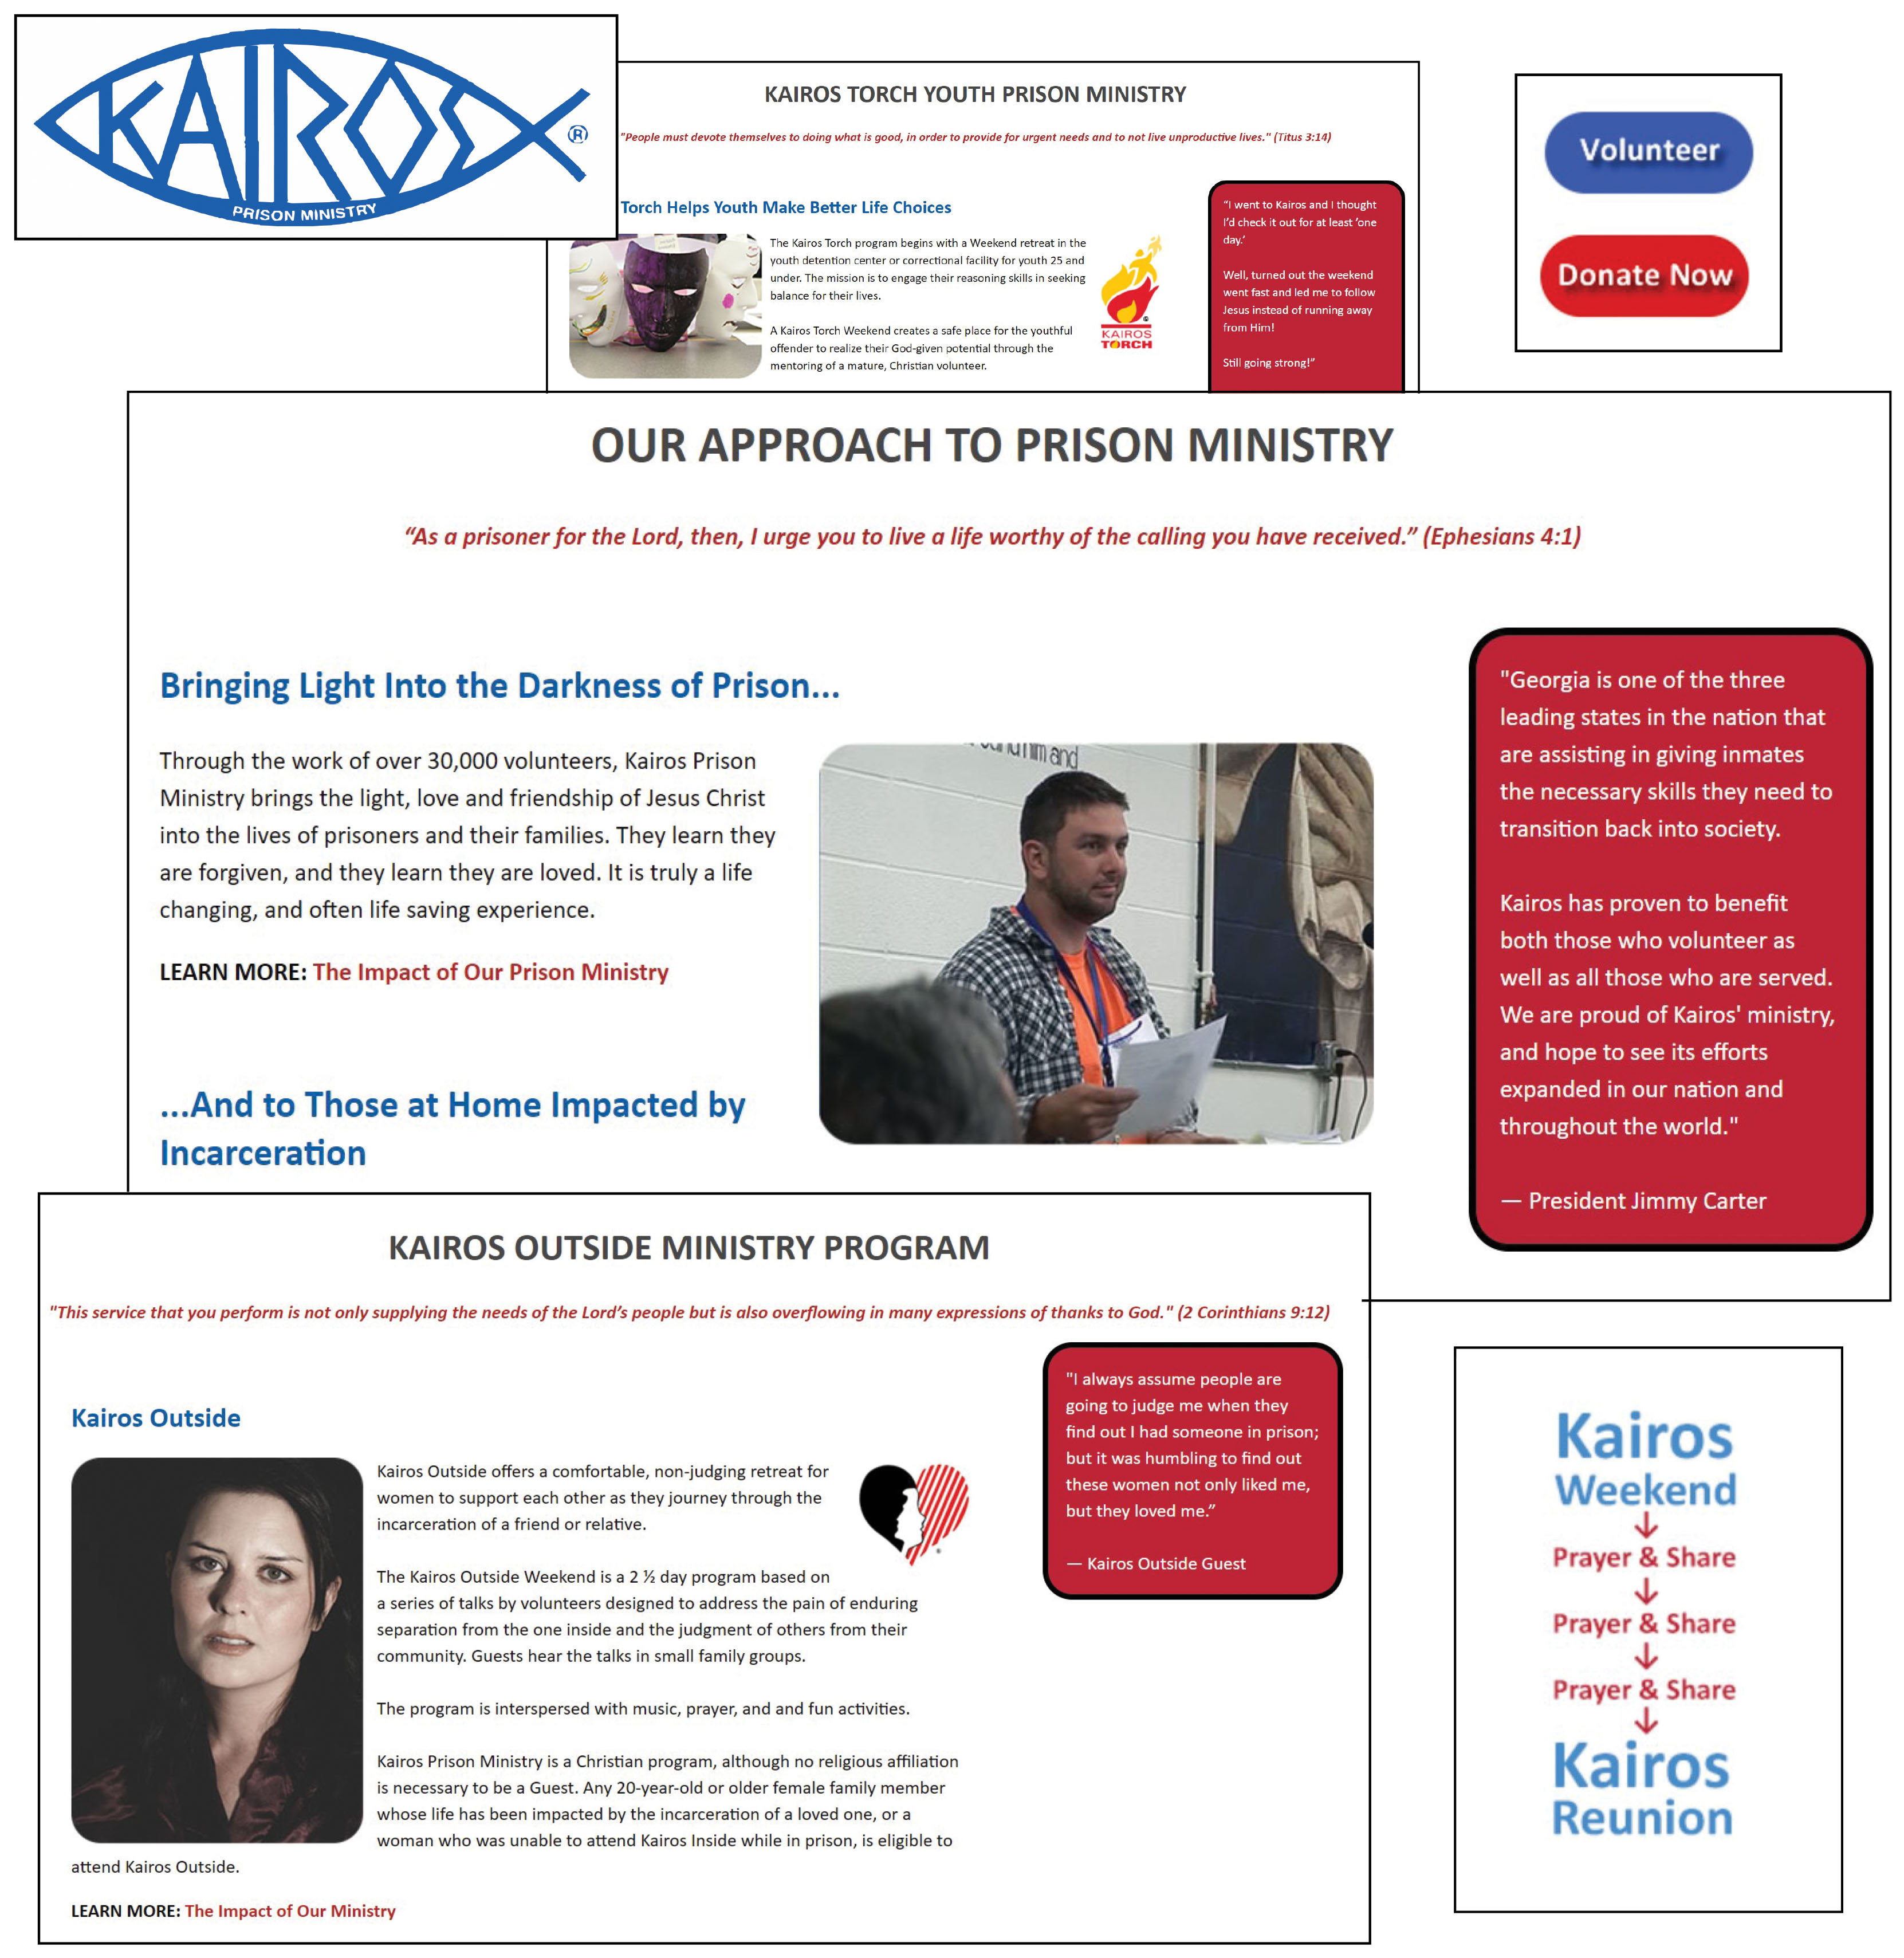 KAIROS
®
PRISON MINISTRY
KAIROS TORCH YOUTH PRISON MINISTRY
"People must devote themselves to doing what is good, in order to provide for urgent needs and to not live unproductive lives." (Titus 3:14)
Torch Helps Youth Make Better Life Choices
The Kairos Torch program begins with a Weekend retreat in the
youth detention center or correctional facility for youth 25 and
under. The mission is to engage their reasoning skills in seeking
balance for their lives.
A Kairos Torch Weekend creates a safe place for the youthful
offender to realize their God-given potential through the
mentoring of a mature, Christian volunteer.
KAIROS
TORCH
"I went to Kairos and I thought
I'd check it out for at least 'one
day.'
Well, turned out the weekend
went fast and led me to follow
Jesus instead of running away
from Him!
Still going strong!"
Volunteer
Donate Now
OUR APPROACH TO PRISON MINISTRY
“As a prisoner for the Lord, then, I urge you to live a life worthy of the calling you have received.” (Ephesians 4:1)
Bringing Light Into the Darkness of Prison...
Through the work of over 30,000 volunteers, Kairos Prison
Ministry brings the light, love and friendship of Jesus Christ
into the lives of prisoners and their families. They learn they
are forgiven, and they learn they are loved. It is truly a life
changing, and often life saving experience.
LEARN MORE: The Impact of Our Prison Ministry
...And to Those at Home Impacted by
Incarceration
him and
"Georgia is one of the three
leading states in the nation that
are assisting in giving inmates
the necessary skills they need to
transition back into society.
Kairos has proven to benefit
both those who volunteer as
well as all those who are served.
We are proud of Kairos' ministry,
and hope to see its efforts
expanded in our nation and
throughout the world."
— President Jimmy Carter
KAIROS OUTSIDE MINISTRY PROGRAM
"This service that you perform is not only supplying the needs of the Lord’s people but is also overflowing in many expressions of thanks to God." (2 Corinthians 9:12)
Kairos Outside
Kairos Outside offers a comfortable, non-judging retreat for
women to support each other as they journey through the
incarceration of a friend or relative.
The Kairos Outside Weekend is a 2 ½ day program based on
a series of talks by volunteers designed to address the pain of enduring
separation from the one inside and the judgment of others from their
community. Guests hear the talks in small family groups.
The program is interspersed with music, prayer, and and fun activities.
Kairos Prison Ministry is a Christian program, although no religious affiliation
is necessary to be a Guest. Any 20-year-old or older female family member
whose life has been impacted by the incarceration of a loved one, or a
woman who was unable to attend Kairos Inside while in prison, is eligible to
attend Kairos Outside.
LEARN MORE: The Impact of Our Ministry
"I always assume people are
going to judge me when they
find out I had someone in prison;
but it was humbling to find out
these women not only liked me,
but they loved me.”
— Kairos Outside Guest
Kairos
Weekend
Prayer & Share
Prayer & Share
Prayer & Share
Kairos
Reunion